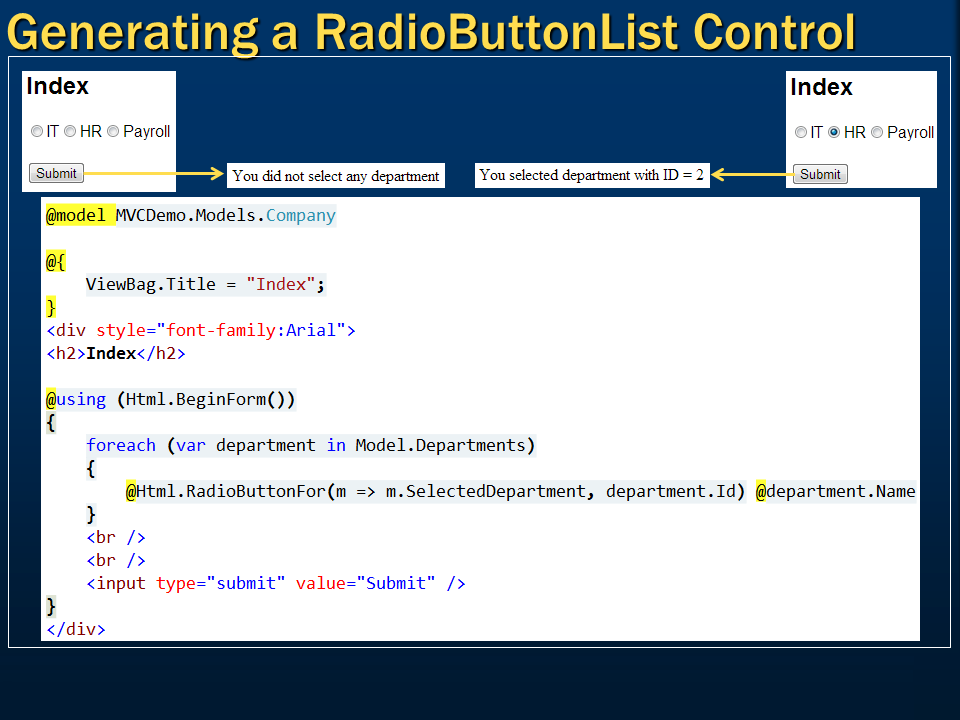 Generating a RadioButtonList Control
Index
IT HR Payroll
Submit
You did not select any department
Index
IT HR Payroll
Submit
You selected department with ID = 2
@model MVCDemo.Models.Company
@{
ViewBag.Title = "Index";
}
<div style="font-family:Arial">
<h2>Index</h2>
@using (Html.BeginForm())
{
foreach (var department in Model.Departments)
{
@Html.RadioButtonFor(m => m.SelectedDepartment, department.Id) @department.Name
}
<br />
<br />
<input type="submit" value="Submit" />
}
</div>